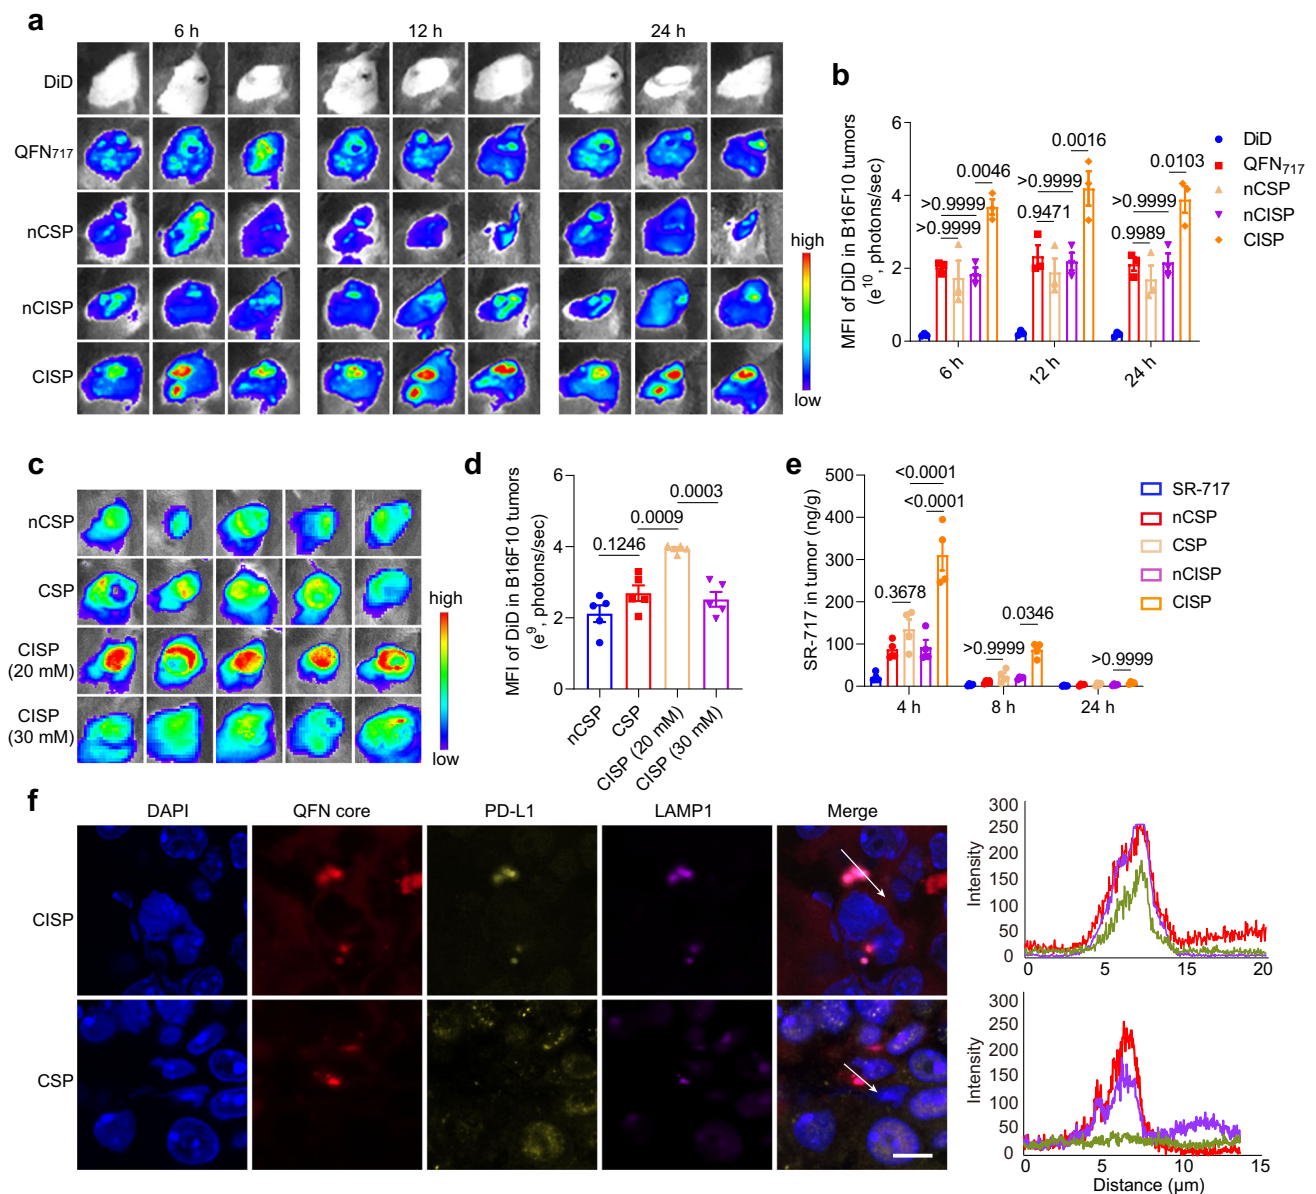 a
6 h
12 h
24 h
DiD
QFN717
nCSP
nCISP
CISP
high
low
b
MFI of DiD in B16F10 tumors
(e10, photons/sec)
6
4
2
0
>0.9999
>0.9999
0.0046
0.9471
>0.9999
0.0016
0.9989
>0.9999
0.0103
6 h
12 h
24 h
DiD
QFN717
nCSP
nCISP
CISP
c
nCSP
CSP
CISP
(20 mM)
CISP
(30 mM)
high
low
d
MFI of DiD in B16F10 tumors
(e9, photons/sec)
6
4
2
0
0.1246
0.0009
0.0003
nCSP
CSP
CISP (20 mM)
CISP (30 mM)
e
SR-717 in tumor (ng/g)
500
400
300
200
100
0
<0.0001
<0.0001
0.3678
>0.9999
0.0346
>0.9999
4 h
8 h
24 h
SR-717
nCSP
CSP
nCISP
CISP
f
DAPI
QFN core
PD-L1
LAMP1
Merge
CISP
CSP
Intensity
300
250
200
150
100
50
0
0
5
15
20
Intensity
300
250
200
150
100
50
0
0
5
10
15
Distance (µm)